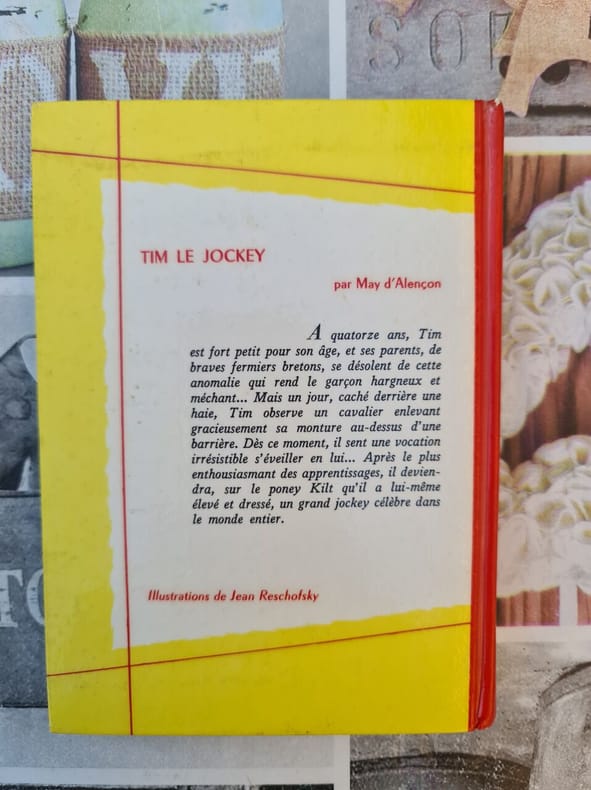 SO
TIM LE JOCKEY
par May d'Alençon
A quatorze ans, Tim
est fort petit pour son âge, et ses parents, de
braves fermiers bretons, se désolent de cette
anomalie qui rend le garçon hargneux et
méchant... Mais un jour, caché derrière une
haie, Tim observe un cavalier enlevant
gracieusement sa monture au-dessus d'une
barrière. Dès ce moment, il sent une vocation
irrésistible s'éveiller en lui... Après le plus
enthousiasmant des apprentissages, il devien-
dra, sur le poney Kilt qu'il a lui-même
élevé et dressé, un grand jockey célèbre dans
le monde entier.
Illustrations de Jean Reschofsky